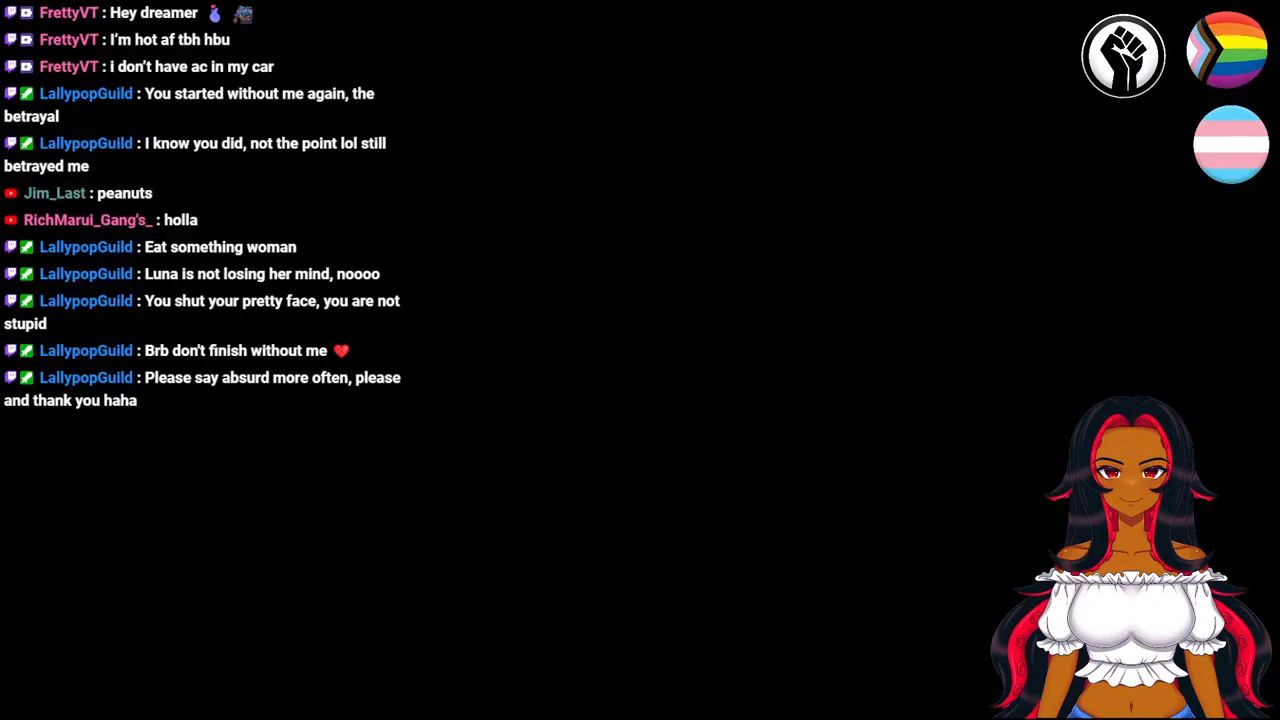 FrettyVT : Hey dreamer
FrettyVT : I’m hot af tbh hbu
FrettyVT : i don’t have ac in my car
LallypopGuild : You started without me again, the
betrayal
LallypopGuild : I know you did, not the point lol still
betrayed me
Jim_Last : peanuts
RichMarui_Gang's_ : holla
LallypopGuild : Eat something woman
LallypopGuild : Luna is not losing her mind, noooo
LallypopGuild : You shut your pretty face, you are not
stupid
LallypopGuild : Brb don't finish without me ❤️
LallypopGuild : Please say absurd more often, please
and thank you haha